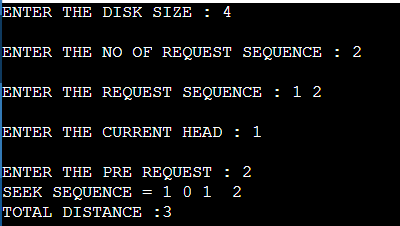 ENTER THE DISK SIZE : 4
ENTER THE NO OF REQUEST SEQUENCE : 2
ENTER THE REQUEST SEQUENCE : 1 2
ENTER THE CURRENT HEAD : 1
ENTER THE PRE REQUEST : 2
SEEK SEQUENCE = 1 0 1  2
TOTAL DISTANCE :3